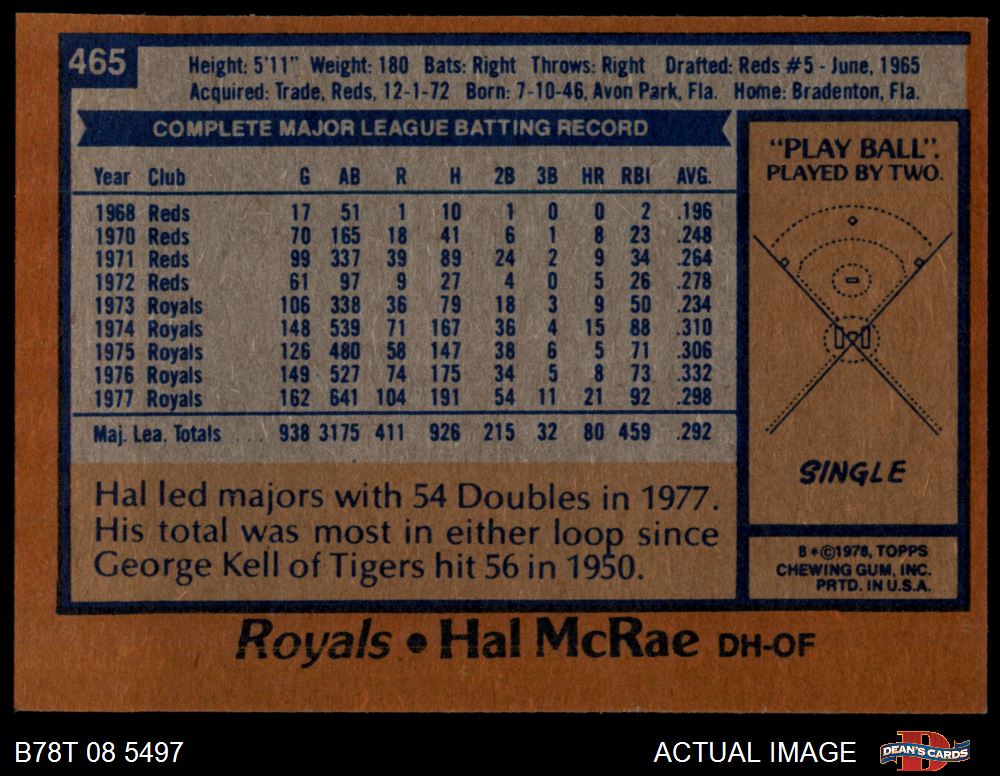 465
Height: 5'11" Weight: 180 Bats: Right Throws: Right Drafted: Reds #5 - June, 1965
Acquired: Trade, Reds, 12-1-72 Born: 7-10-46, Avon Park, Fla. Home: Bradenton, Fla.
COMPLETE MAJOR LEAGUE BATTING RECORD
Year Club G AB R H 2B 3B HR RBI AVG.
1968 Reds 17 51 1 10 1 0 0 2 .196
1970 Reds 70 165 18 41 6 1 8 23 .248
1971 Reds 99 337 39 89 24 2 9 34 .264
1972 Reds 61 97 9 27 4 0 5 26 .278
1973 Royals 106 338 36 79 18 3 9 50 .234
1974 Royals 148 539 71 167 36 4 15 88 .310
1975 Royals 126 480 58 147 38 6 5 71 .306
1976 Royals 149 527 74 175 34 5 8 73 .332
1977 Royals 162 641 104 191 54 11 21 92 .298
Maj. Lea. Totals ... 938 3175 411 926 215 32 80 459 .292
Hal led majors with 54 Doubles in 1977.
His total was most in either loop since
George Kell of Tigers hit 56 in 1950.
"PLAY BALL".
PLAYED BY TWO.
SINGLE
B*©1978, TOPPS
CHEWING GUM, INC.
PRTD. IN U.S.A.
Royals • Hal McRae DH-OF
B78T 08 5497
ACTUAL IMAGE
D
DEAN'S CARDS